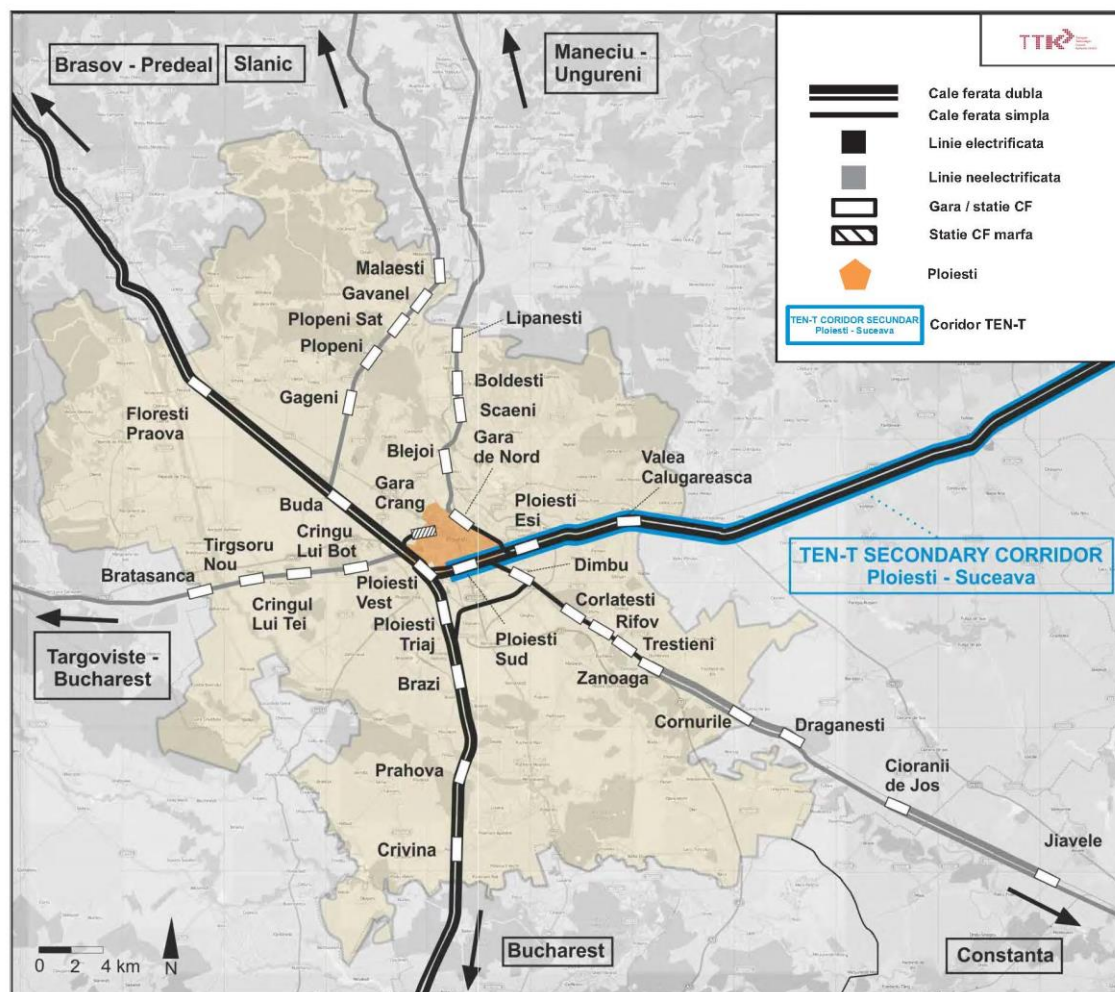 Brasov - Predeal
Slanic
Maneciu -
Ungureni
TTK
Cale ferata dubla
Cale ferata simpla
Linie electrificata
Linie neelectrificata
Gara / statie CF
Statie CF marfa
Ploiesti
TEN-T CORIDOR SECUNDAR
Ploiesti - Suceava
Coridor TEN-T
Malaesti
Gavanel
Plopeni Sat
Plopeni
Gageni
Lipanesti
Boldesti
Scaeni
Gara
de Nord
Blejoi
Floresti
Praova
Buda
Gara
Crang
Ploiesti
Esi
Valea
Calugareasca
Cringu
Lui Bot
Tirgsoru
Nou
Bratasanca
Cringul
Lui Tei
Ploiesti
Vest
Ploiesti
Triaj
Ploiesti
Sud
Dimbu
Corlatesti
Rifov
Trestieni
Zanoaga
TEN-T SECONDARY CORRIDOR
Ploiesti - Suceava
Targoviste -
Bucharest
Brazi
Cornurile
Draganesti
Prahova
Cioranii
de Jos
Crivina
Jiavele
0 2 4 km
N
Bucharest
Constanta